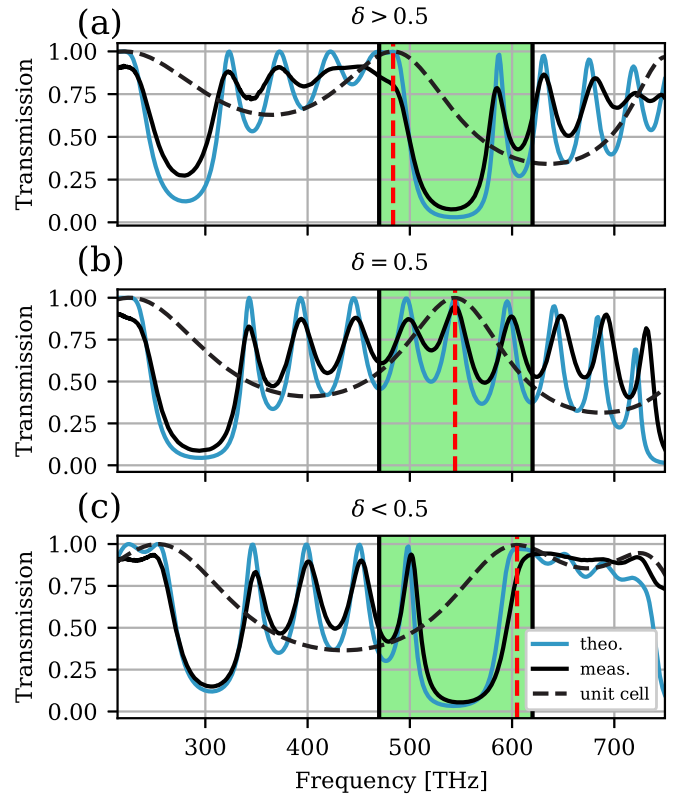 (a)
δ > 0.5
Transmission
1.00
0.75
0.50
0.25
0.00
(b)
δ = 0.5
Transmission
1.00
0.75
0.50
0.25
0.00
(c)
δ < 0.5
Transmission
1.00
0.75
0.50
0.25
0.00
theo.
meas.
unit cell
300 400 500 600 700
Frequency [THz]